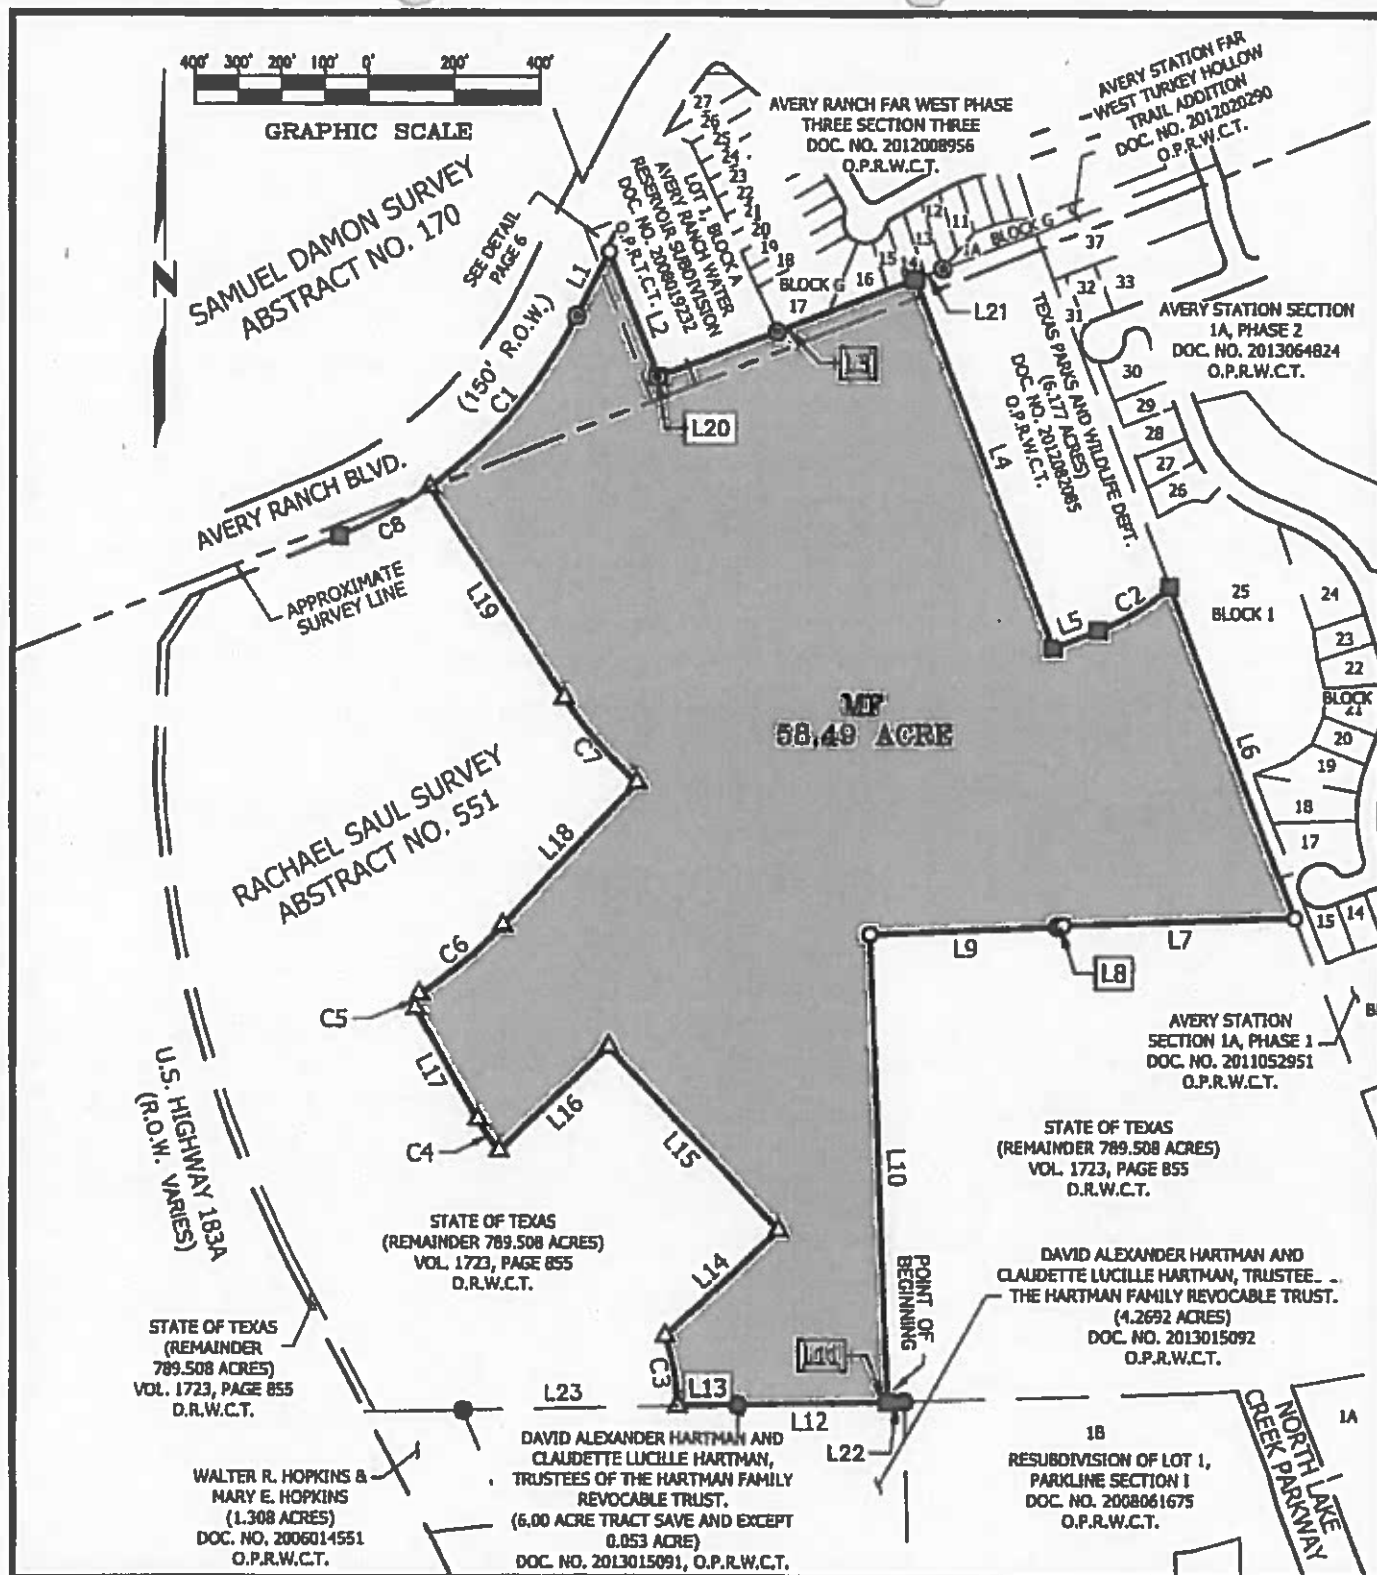 400' 300' 200' 100' 0' 200' 400'
GRAPHIC SCALE
N
SAMUEL DAMON SURVEY
ABSTRACT NO. 170
SEE DETAIL
PAGE 6
LOT 1, BLOCK A
AVERY RANCH WATER
RESERVOIR SUBDIVISION
DOC. NO. 2008019232
O.P.R.T.C.T.
27
26
25
24
23
22
21
20
19
18
AVERY RANCH FAR WEST PHASE
THREE SECTION THREE
DOC. NO. 2012008956
O.P.R.W.C.T.
AVERY STATION FAR
WEST TURKEY HOLLOW
TRAIL ADDITION
DOC. NO. 2012020290
O.P.R.W.C.T.
BLOCK G
17
16
15
14
13
12
11
1A
BLOCK G
37
32
33
31
L1
L2
L20
L21
L4
AVERY RANCH BLVD.
(150' R.O.W.)
C1
C8
APPROXIMATE
SURVEY LINE
TEXAS PARKS AND WILDLIFE DEPT.
(6.177 ACRES)
DOC. NO. 2012082085
O.P.R.W.C.T.
AVERY STATION SECTION
1A, PHASE 2
DOC. NO. 2013064824
O.P.R.W.C.T.
30
29
28
27
26
25
BLOCK 1
24
23
22
BLOCK
21
20
19
18
17
15
14
L5
C2
L6
L19
C7
MF
58.49 ACRE
RACHAEL SAUL SURVEY
ABSTRACT NO. 551
L18
C6
C5
L17
C4
L16
L15
L14
C3
L13
L9
L7
L8
L10
L11
L12
L22
L23
U.S. HIGHWAY 183A
(R.O.W. VARIES)
AVERY STATION
SECTION 1A, PHASE 1
DOC. NO. 2011052951
O.P.R.W.C.T.
STATE OF TEXAS
(REMAINDER 789.508 ACRES)
VOL. 1723, PAGE 855
D.R.W.C.T.
STATE OF TEXAS
(REMAINDER 789.508 ACRES)
VOL. 1723, PAGE 855
D.R.W.C.T.
POINT OF
BEGINNING
DAVID ALEXANDER HARTMAN AND
CLAUDETTE LUCILLE HARTMAN, TRUSTEE
THE HARTMAN FAMILY REVOCABLE TRUST.
(4.2692 ACRES)
DOC. NO. 2013015092
O.P.R.W.C.T.
STATE OF TEXAS
(REMAINDER
789.508 ACRES)
VOL. 1723, PAGE 855
D.R.W.C.T.
WALTER R. HOPKINS &
MARY E. HOPKINS
(1.308 ACRES)
DOC. NO. 2006014551
O.P.R.W.C.T.
DAVID ALEXANDER HARTMAN AND
CLAUDETTE LUCILLE HARTMAN,
TRUSTEES OF THE HARTMAN FAMILY
REVOCABLE TRUST.
(6.00 ACRE TRACT SAVE AND EXCEPT
0.053 ACRE)
DOC. NO. 2013015091, O.P.R.W.C.T.
1B
RESUBDIVISION OF LOT 1,
PARKLINE SECTION I
DOC. NO. 2008061675
O.P.R.W.C.T.
NORTH LAKE
CREEK PARKWAY
1A